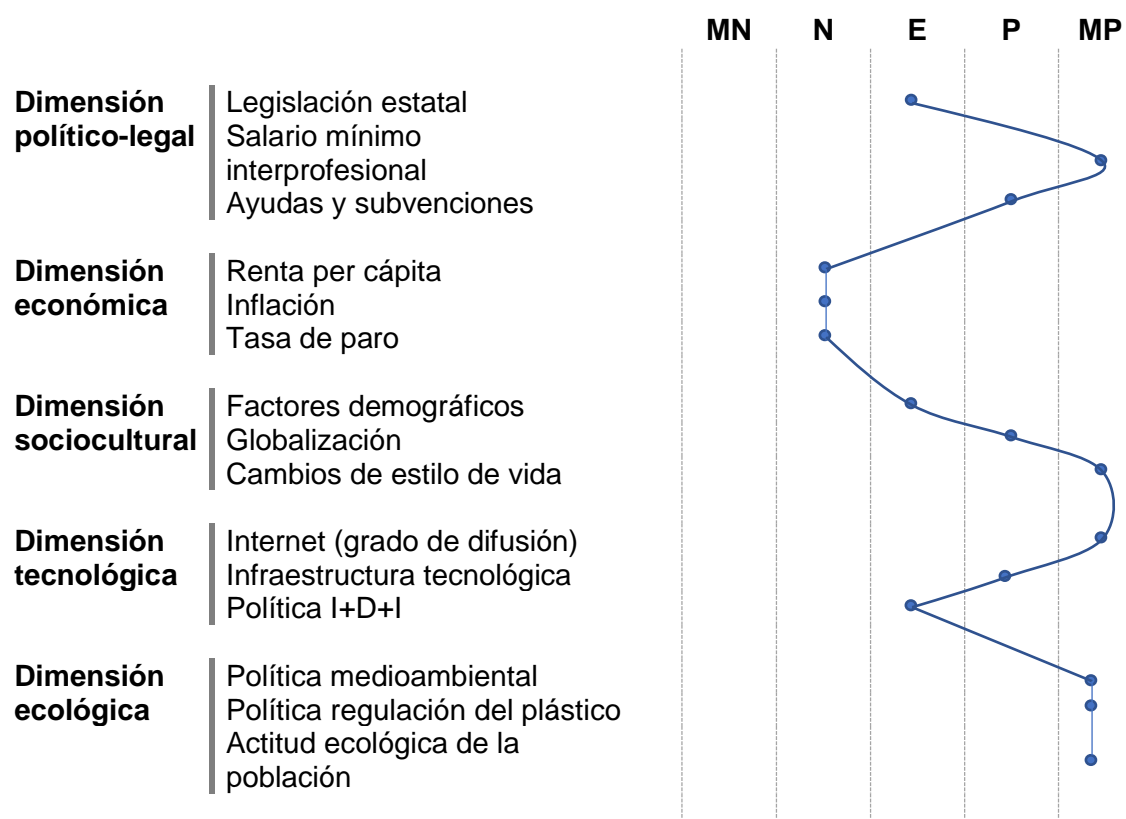 MN N E P MP
Dimensión Legislación estatal
político-legal Salario mínimo
interprofesional
Ayudas y subvenciones
Dimensión Renta per cápita
económica Inflación
Tasa de paro
Dimensión Factores demográficos
sociocultural Globalización
Cambios de estilo de vida
Dimensión Internet (grado de difusión)
tecnológica Infraestructura tecnológica
Política I+D+I
Dimensión Política medioambiental
ecológica Política regulación del plástico
Actitud ecológica de la
población